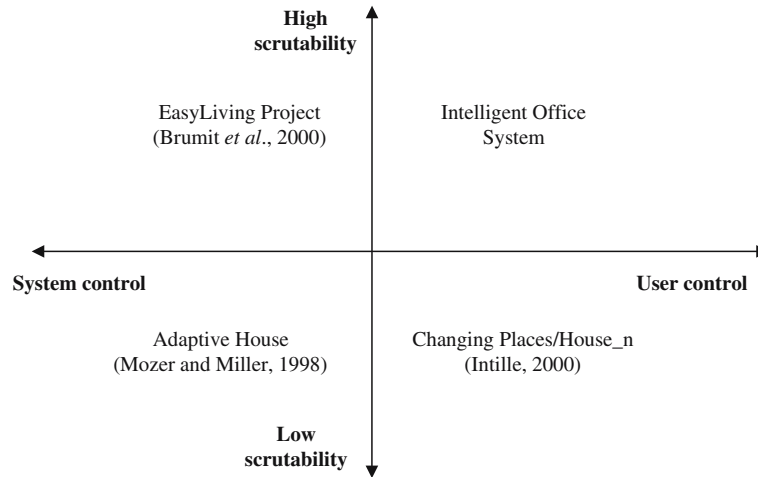 High
scrutability
EasyLiving Project
(Brumit et al., 2000)
Intelligent Office
System
System control
User control
Adaptive House
(Mozer and Miller, 1998)
Changing Places/House_n
(Intille, 2000)
Low
scrutability